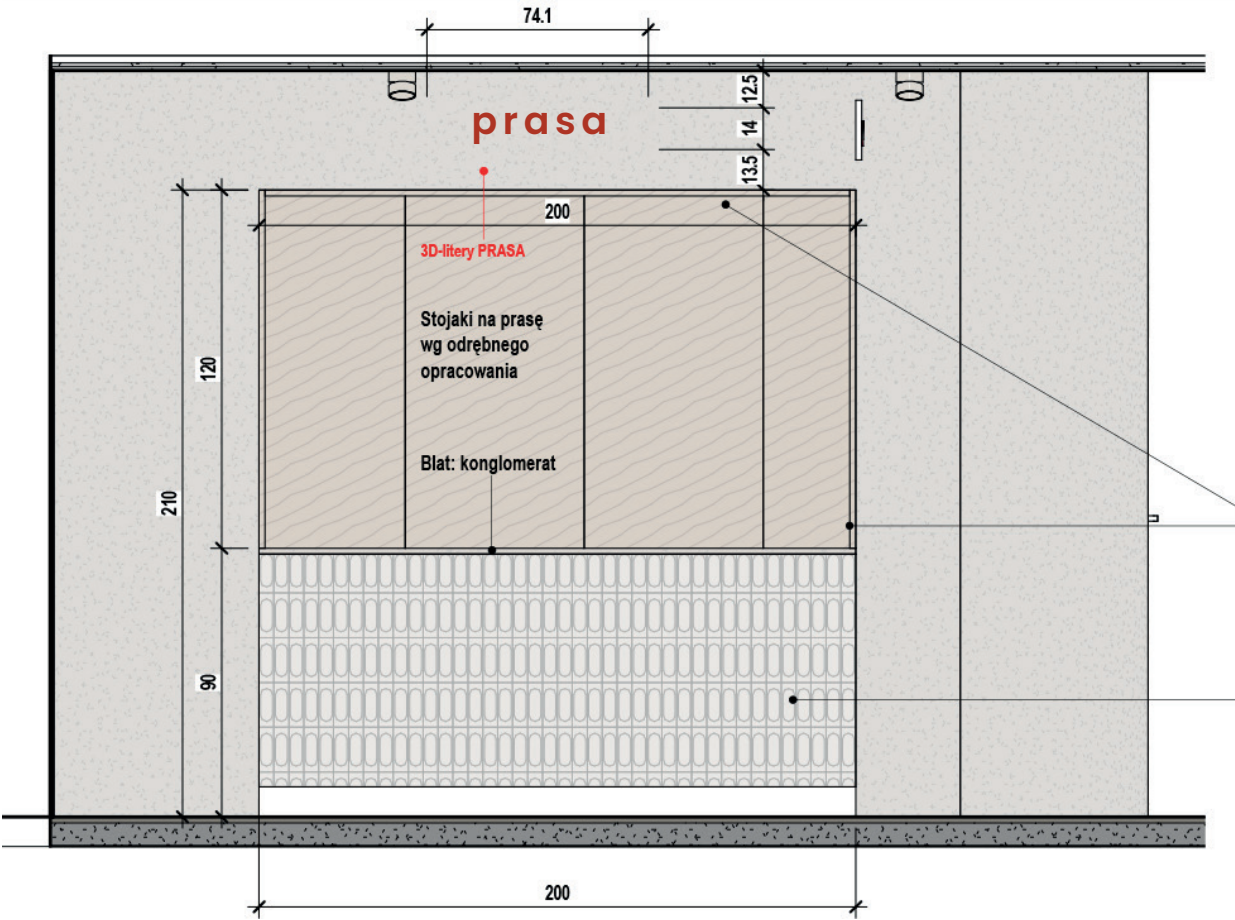 74.1
12.5
prasa
14
13.5
200
3D-litery PRASA
Stojaki na prasę
wg odrębnego
opracowania
120
Blat: konglomerat
210
90
200